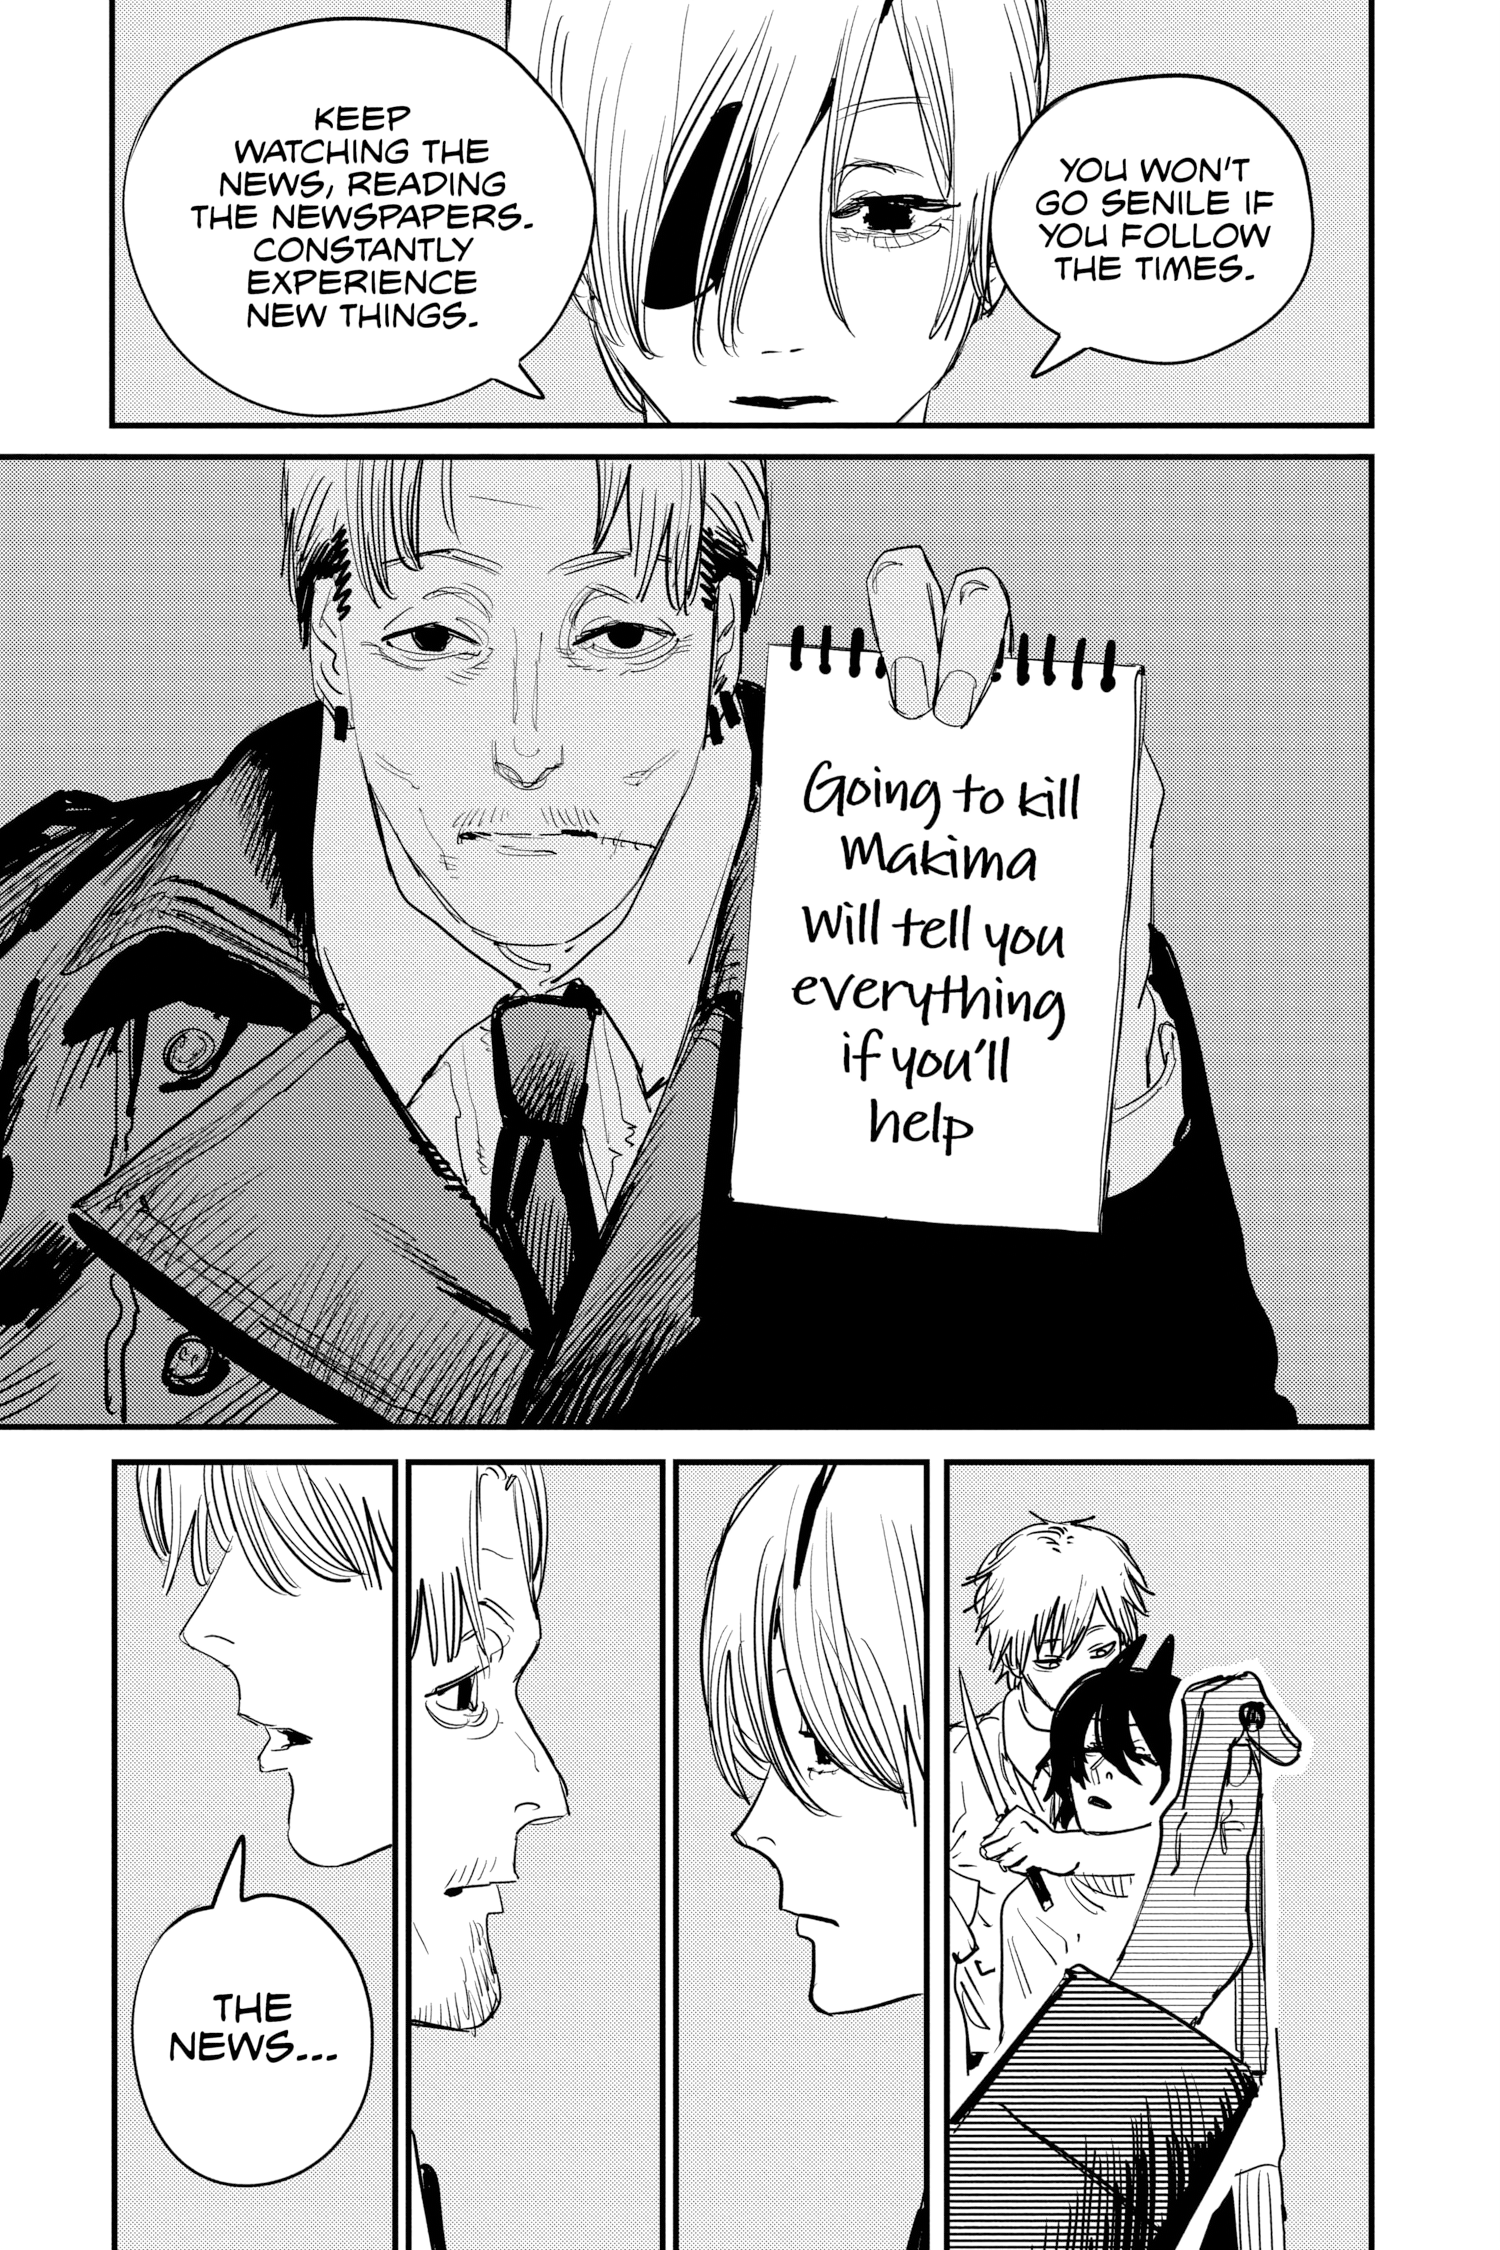 KEEP
WATCHING THE
NEWS, READING
THE NEWSPAPERS.
CONSTANTLY
EXPERIENCE
NEW THINGS.
YOU WON'T
GO SENILE IF
YOU FOLLOW
THE TIMES.
Going to kill
Makima
Will tell you
everything
if you'll
help
THE
NEWS...